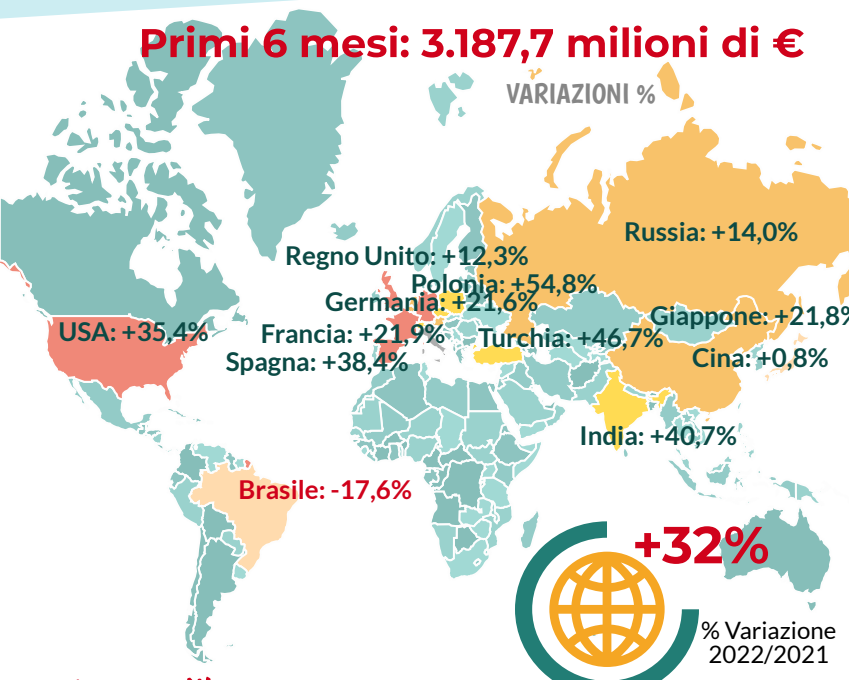 Primi 6 mesi: 3.187,7 milioni di €
VARIAZIONI %
Russia: +14,0%
Regno Unito: +12,3%
Polonia: +54,8%
Germania: +21,6%
Giappone: +21,8%
USA: +35,4%
Francia: +21,9%
Turchia: +46,7%
Cina: +0,8%
Spagna: +38,4%
India: +40,7%
Brasile: -17,6%
+32%
% Variazione
2022/2021